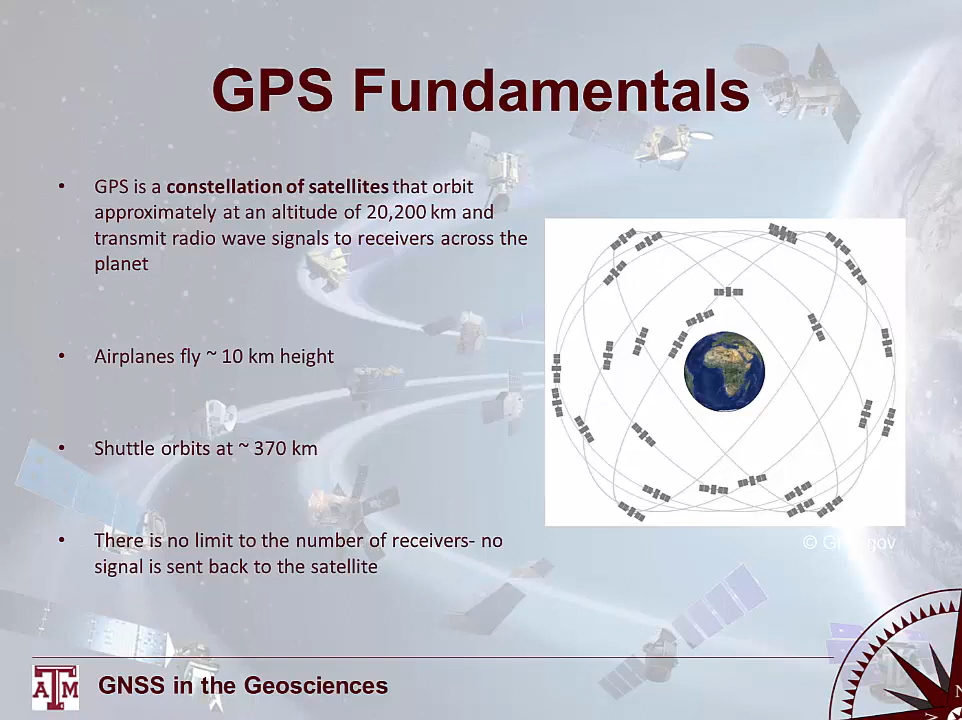 GPS Fundamentals
• GPS is a constellation of satellites that orbit
approximately at an altitude of 20,200 km and
transmit radio wave signals to receivers across the
planet
• Airplanes fly ~ 10 km height
• Shuttle orbits at ~ 370 km
• There is no limit to the number of receivers- no
signal is sent back to the satellite
©
ATM GNSS in the Geosciences
N